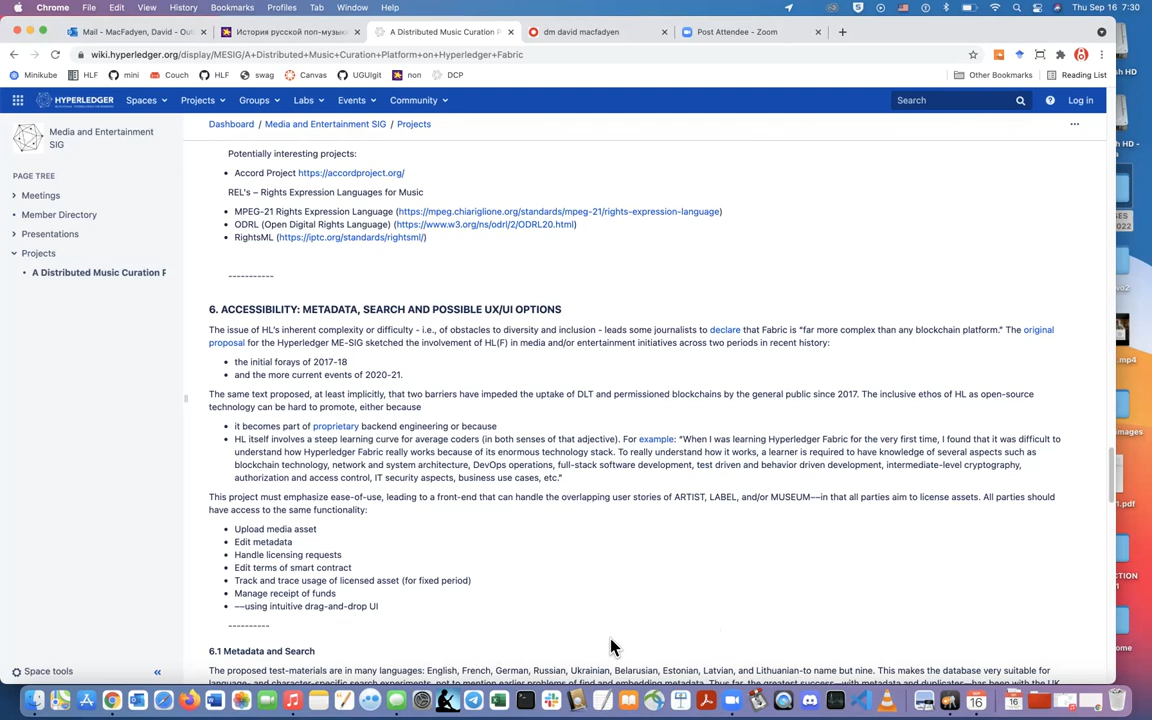 Chrome File Edit View History Bookmarks Profiles Tab Window Help Thu Sep 16 7:30
Mail - MacFadyen, David - Out
История русской поп-музык
A Distributed Music Curation P
dm david macfadyen
Post Attendee - Zoom
wiki.hyperledger.org/display/MESIG/A+Distributed+Music+Curation+Platform+on+Hyperledger+Fabric
Minikube HLF mini Couch HLF swag Canvas UGUIgit non DCP Other Bookmarks Reading List
HYPERLEDGER Spaces Projects Groups Labs Events Community Search Log in
Media and Entertainment SIG
PAGE TREE
Meetings
Member Directory
Presentations
Projects
A Distributed Music Curation P
Space tools
Dashboard / Media and Entertainment SIG / Projects
Potentially interesting projects:
• Accord Project https://accordproject.org/
REL's – Rights Expression Languages for Music
• MPEG-21 Rights Expression Language (https://mpeg.chiariglione.org/standards/mpeg-21/rights-expression-language)
• ODRL (Open Digital Rights Language) (https://www.w3.org/ns/odrl/2/ODRL20.html)
• RightsML (https://iptc.org/standards/rightsml/)
-----------
6. ACCESSIBILITY: METADATA, SEARCH AND POSSIBLE UX/UI OPTIONS
The issue of HL's inherent complexity or difficulty - i.e., of obstacles to diversity and inclusion - leads some journalists to declare that Fabric is "far more complex than any blockchain platform." The original
proposal for the Hyperledger ME-SIG sketched the involvement of HL(F) in media and/or entertainment initiatives across two periods in recent history:
• the initial forays of 2017-18
• and the more current events of 2020-21.
The same text proposed, at least implicitly, that two barriers have impeded the uptake of DLT and permissioned blockchains by the general public since 2017. The inclusive ethos of HL as open-source
technology can be hard to promote, either because
• it becomes part of proprietary backend engineering or because
• HL itself involves a steep learning curve for average coders (in both senses of that adjective). For example: "When I was learning Hyperledger Fabric for the very first time, I found that it was difficult to
understand how Hyperledger Fabric really works because of its enormous technology stack. To really understand how it works, a learner is required to have knowledge of several aspects such as
blockchain technology, network and system architecture, DevOps operations, full-stack software development, test driven and behavior driven development, intermediate-level cryptography,
authorization and access control, IT security aspects, business use cases, etc."
This project must emphasize ease-of-use, leading to a front-end that can handle the overlapping user stories of ARTIST, LABEL, and/or MUSEUM––in that all parties aim to license assets. All parties should
have access to the same functionality:
• Upload media asset
• Edit metadata
• Handle licensing requests
• Edit terms of smart contract
• Track and trace usage of licensed asset (for fixed period)
• Manage receipt of funds
• ––using intuitive drag-and-drop UI
----------
6.1 Metadata and Search
The proposed test-materials are in many languages: English, French, German, Russian, Ukrainian, Belarusian, Estonian, Latvian, and Lithuanian-to name but nine. This makes the database very suitable for